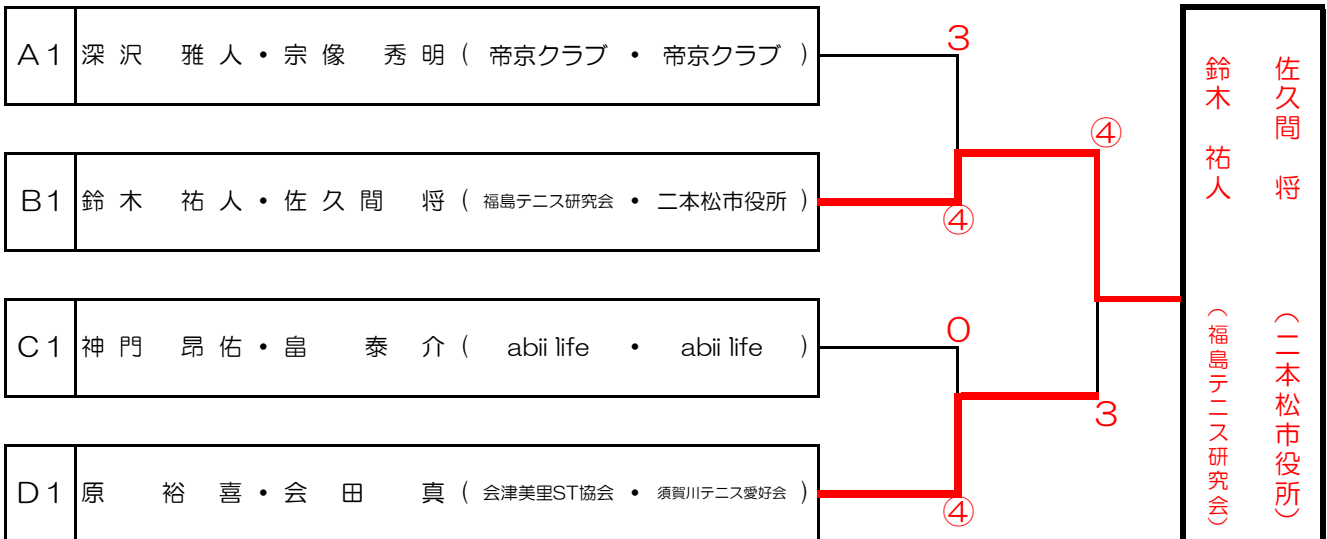 A1 深沢 雅人・宗像 秀明 ( 帝京クラブ ・ 帝京クラブ )
3
B1 鈴木 祐人・佐久間 将 ( 福島テニス研究会 ・ 二本松市役所 )
④
④
C1 神門 昂佑・畠 泰介 ( abii life ・ abii life )
0
D1 原 裕喜・会田 真 ( 会津美里ST協会 ・ 須賀川テニス愛好会 )
④
3
佐久間 将 (二本松市役所)
鈴木 祐人 (福島テニス研究会)